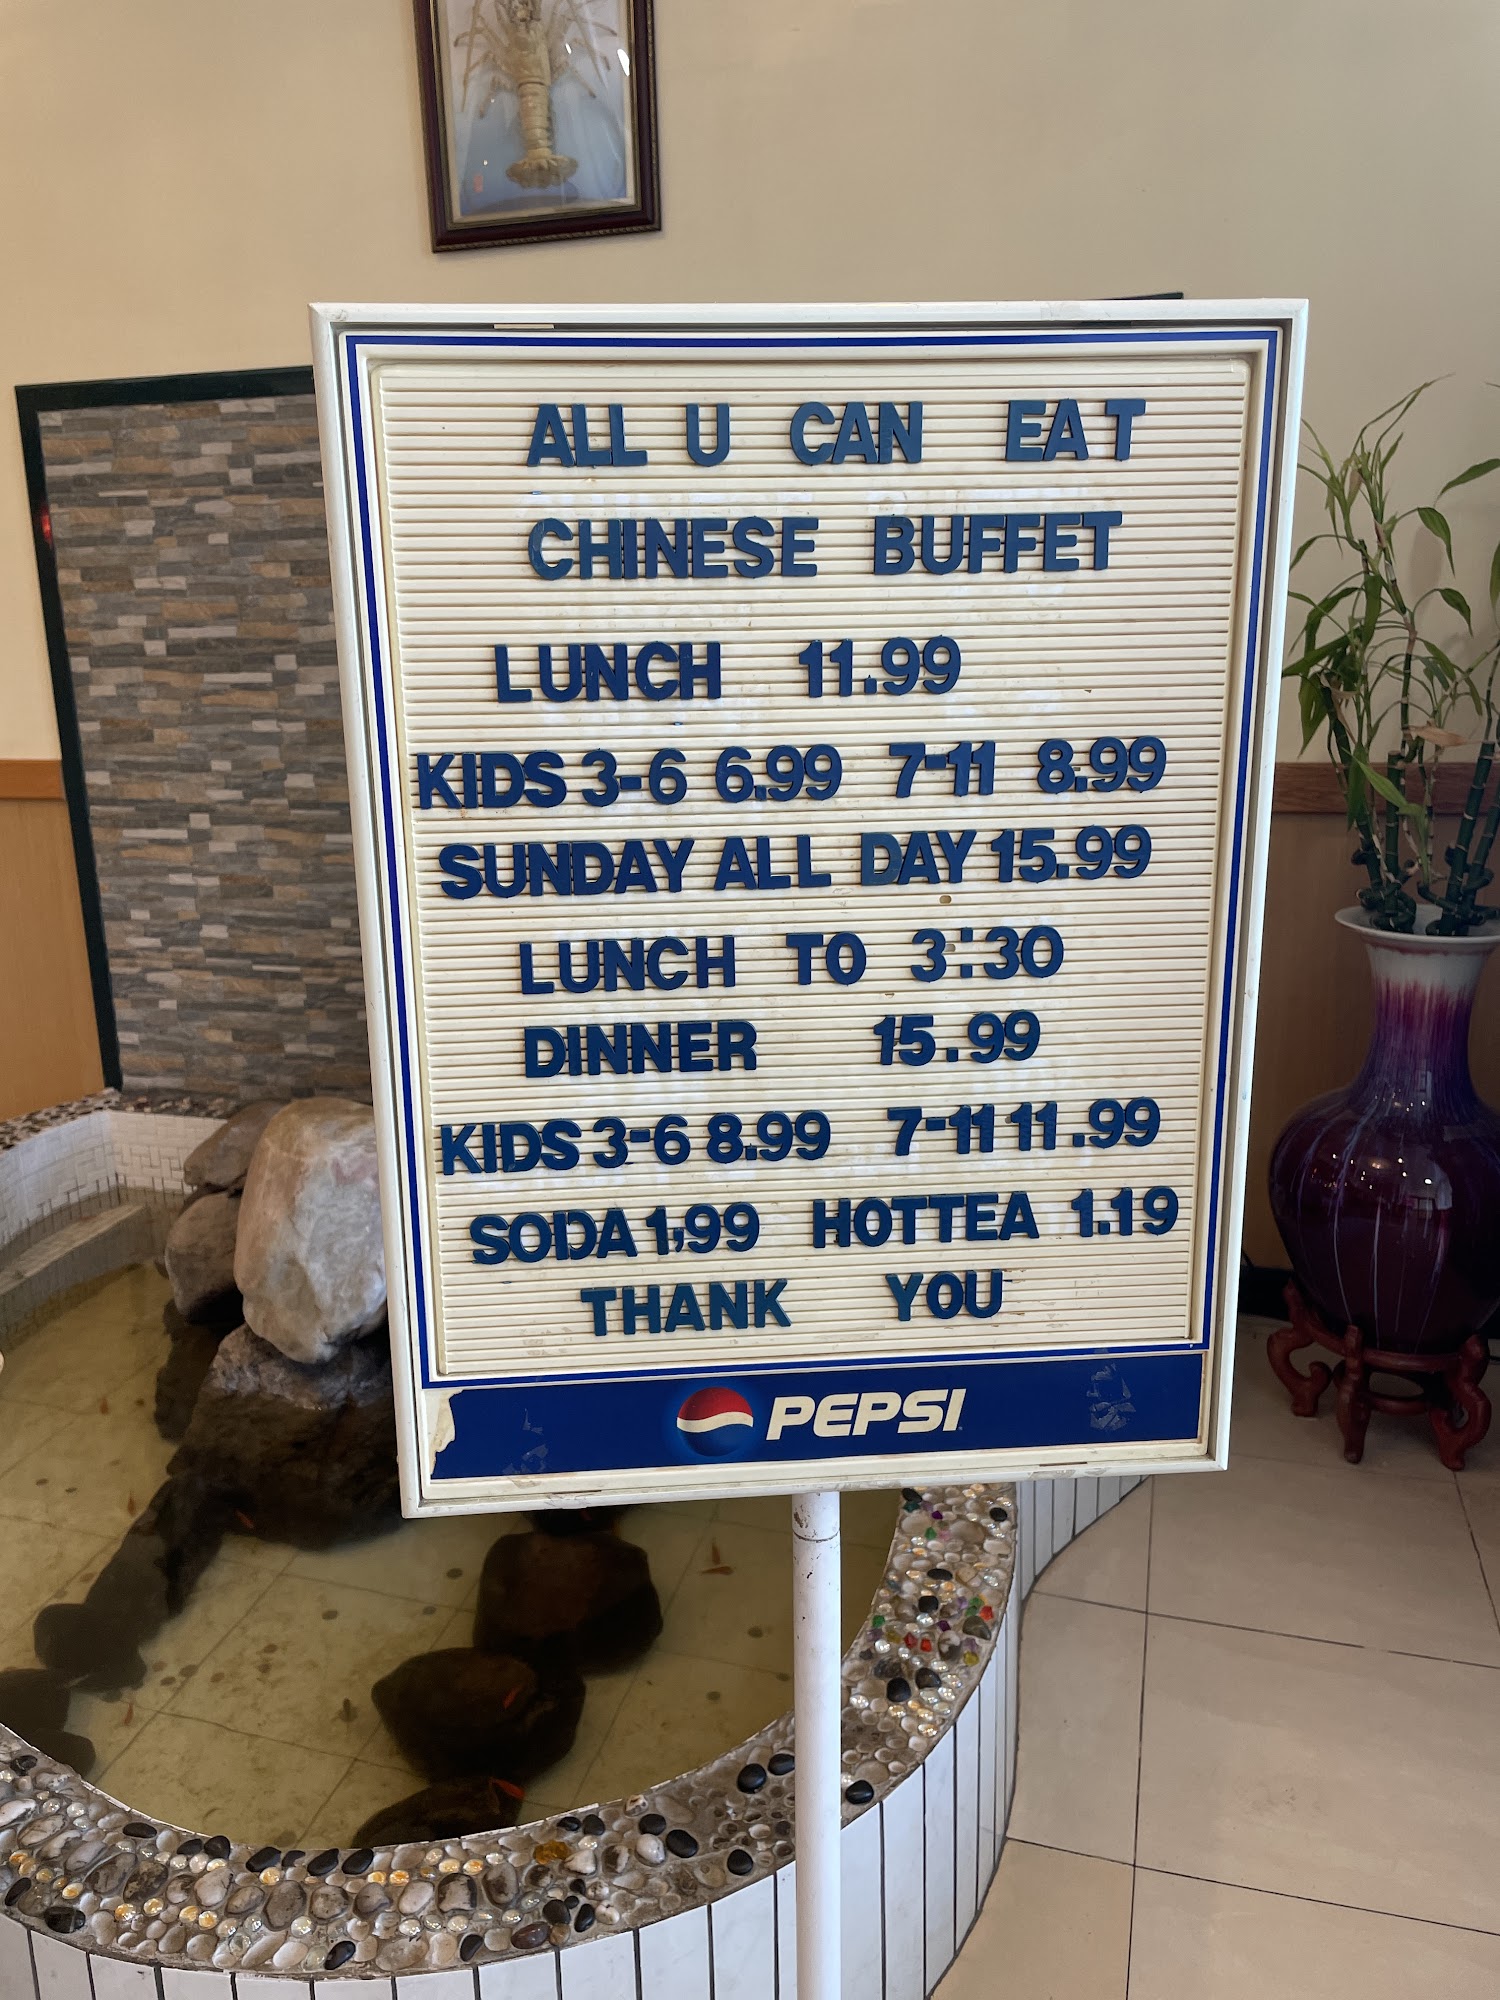 ALL U CAN EAT
CHINESE BUFFET
LUNCH 11.99
KIDS 3-6 6.99 7-11 8.99
SUNDAY ALL DAY 15.99
LUNCH TO 3:30
DINNER 15.99
KIDS 3-6 8.99 7-11 11.99
SODA 1,99 HOTTEA 1.19
THANK YOU
PEPSI